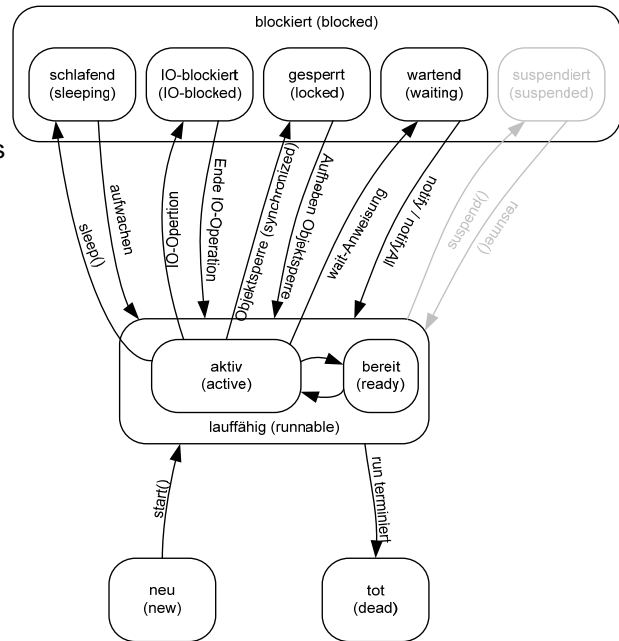 blockiert (blocked)
schlafend
(sleeping)
IO-blockiert
(IO-blocked)
gesperrt
(locked)
wartend
(waiting)
suspendiert
(suspended)
s
sleep()
aufwachen
IO-Opertion
Ende IO-Operation
Objektsperre (synchronized)
Aufheben Objektsperre
wait-Anweisung
notify / notifyAll
suspend()
resume()
aktiv
(active)
bereit
(ready)
lauffähig (runnable)
start()
run terminiert
neu
(new)
tot
(dead)